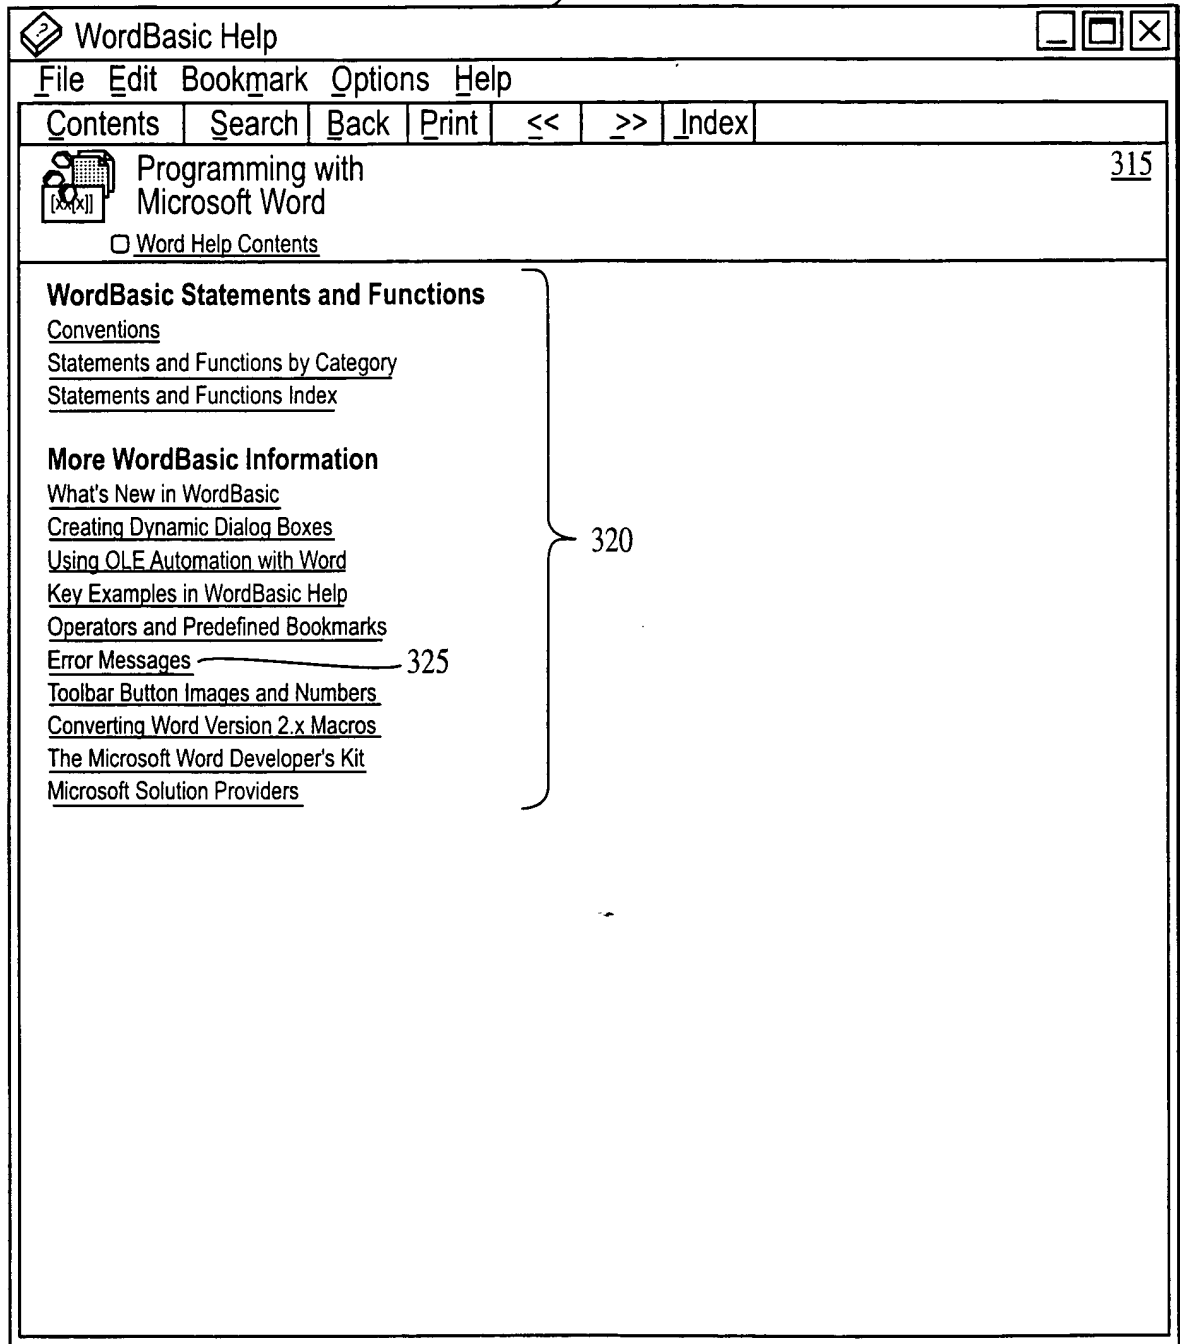 WordBasic Help
File Edit Bookmark Options Help
Contents Search Back Print << >> Index
315
Programming with
Microsoft Word
[xx[x]]
Word Help Contents
WordBasic Statements and Functions
Conventions
Statements and Functions by Category
Statements and Functions Index
More WordBasic Information
What's New in WordBasic
Creating Dynamic Dialog Boxes
320
Using OLE Automation with Word
Key Examples in WordBasic Help
Operators and Predefined Bookmarks
Error Messages 325
Toolbar Button Images and Numbers
Converting Word Version 2.x Macros
The Microsoft Word Developer's Kit
Microsoft Solution Providers